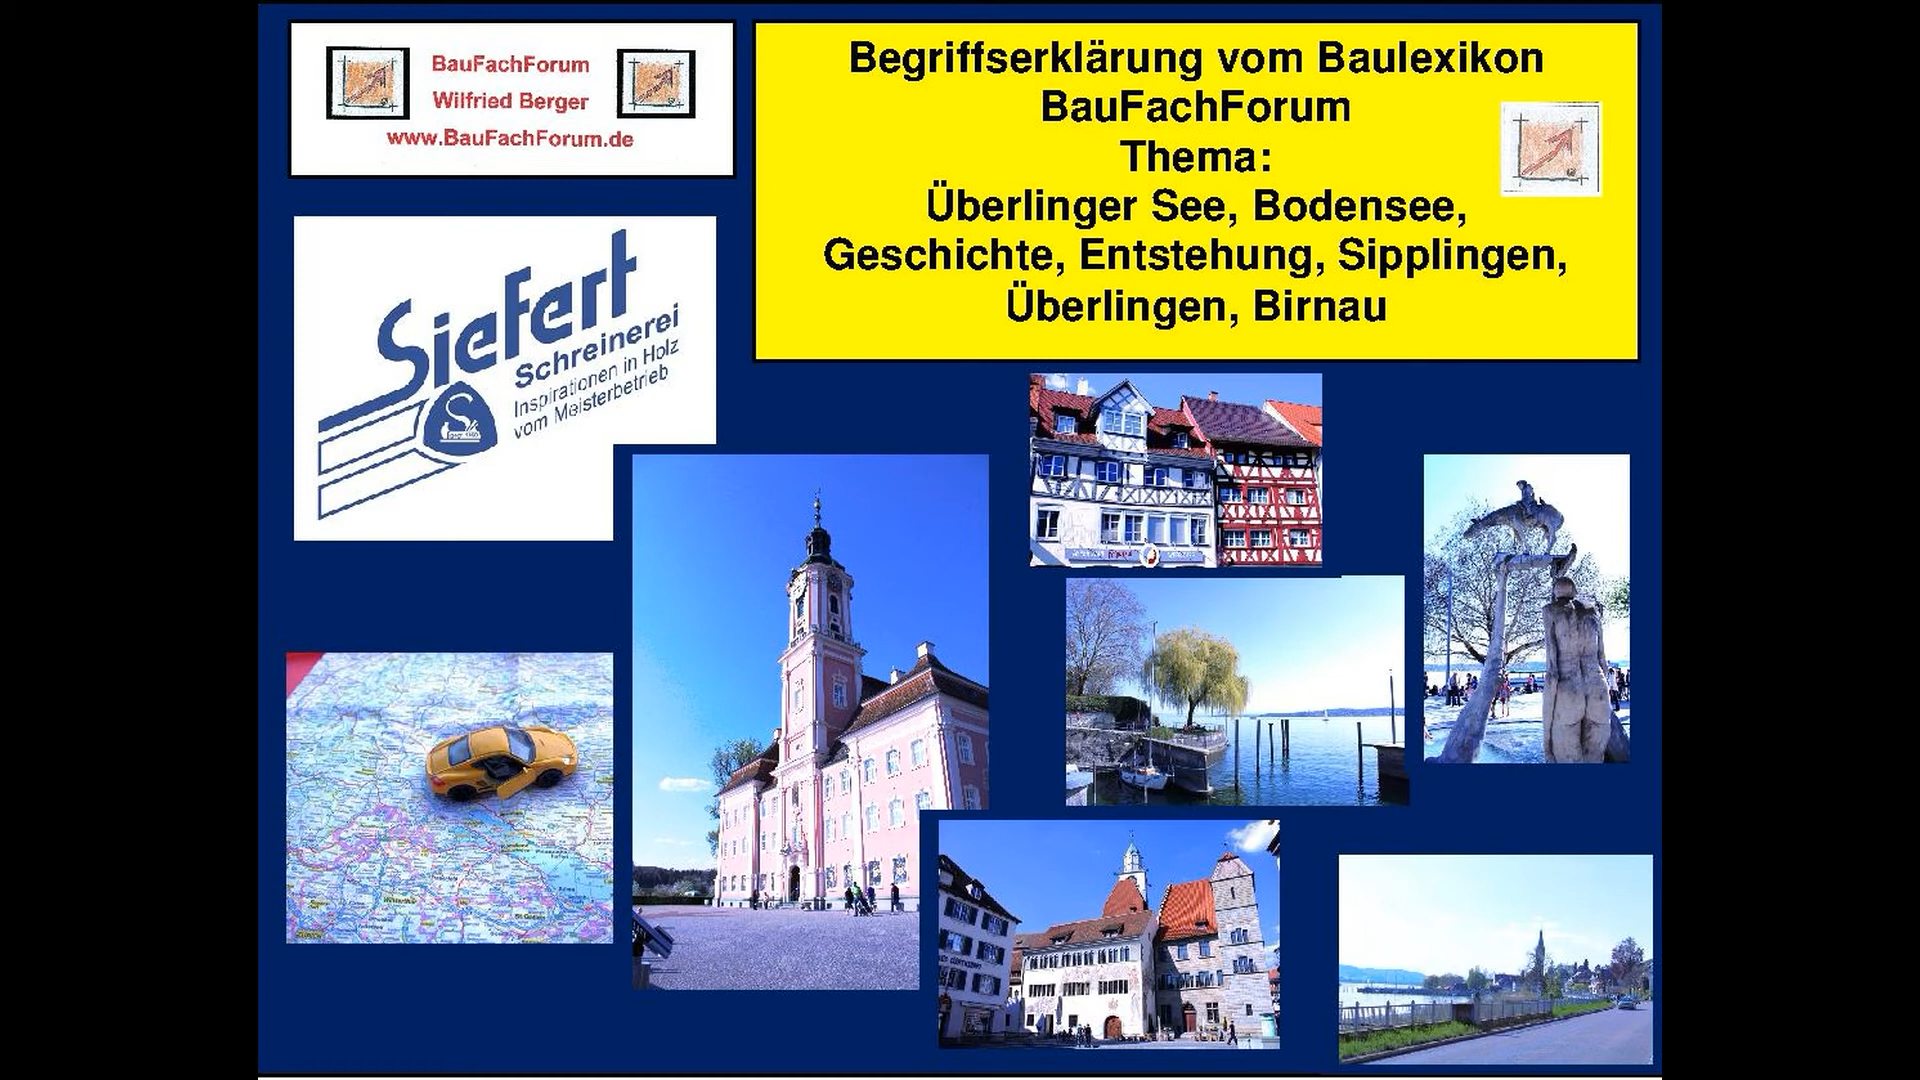 BauFachForum
Wilfried Berger
www.BauFachForum.de
Begriffserklärung vom Baulexikon
BauFachForum
Thema:
Überlinger See, Bodensee,
Geschichte, Entstehung, Sipplingen,
Überlingen, Birnau
Siefert
Schreinerei
Inspirationen in Holz
vom Meisterbetrieb